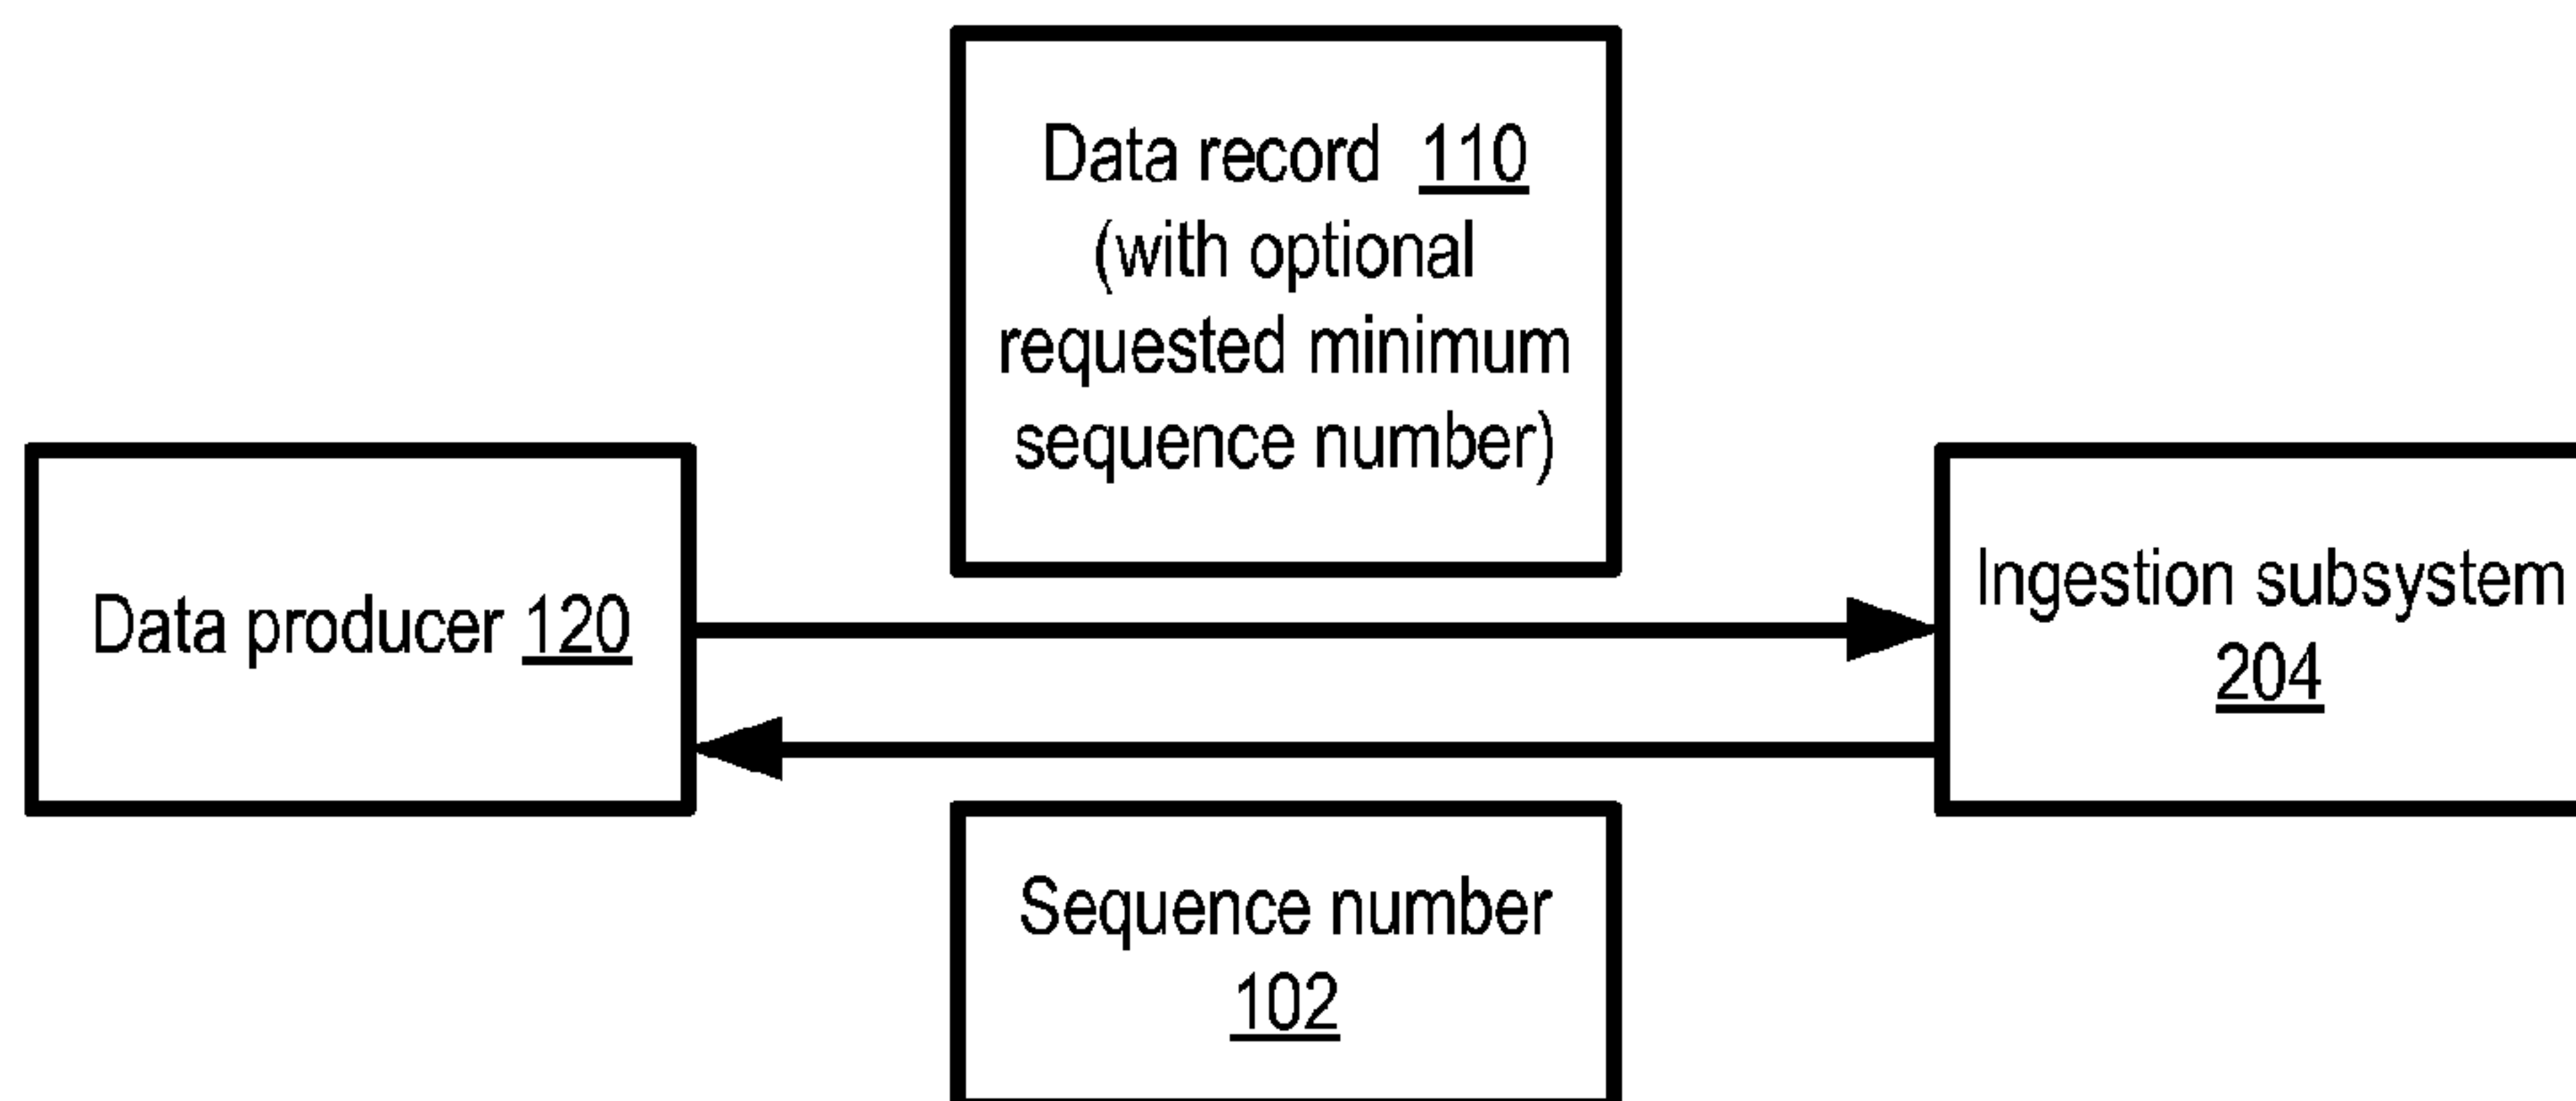 Data record 110
(with optional
requested minimum
sequence number)
Data producer 120
Ingestion subsystem
204
Sequence number
102